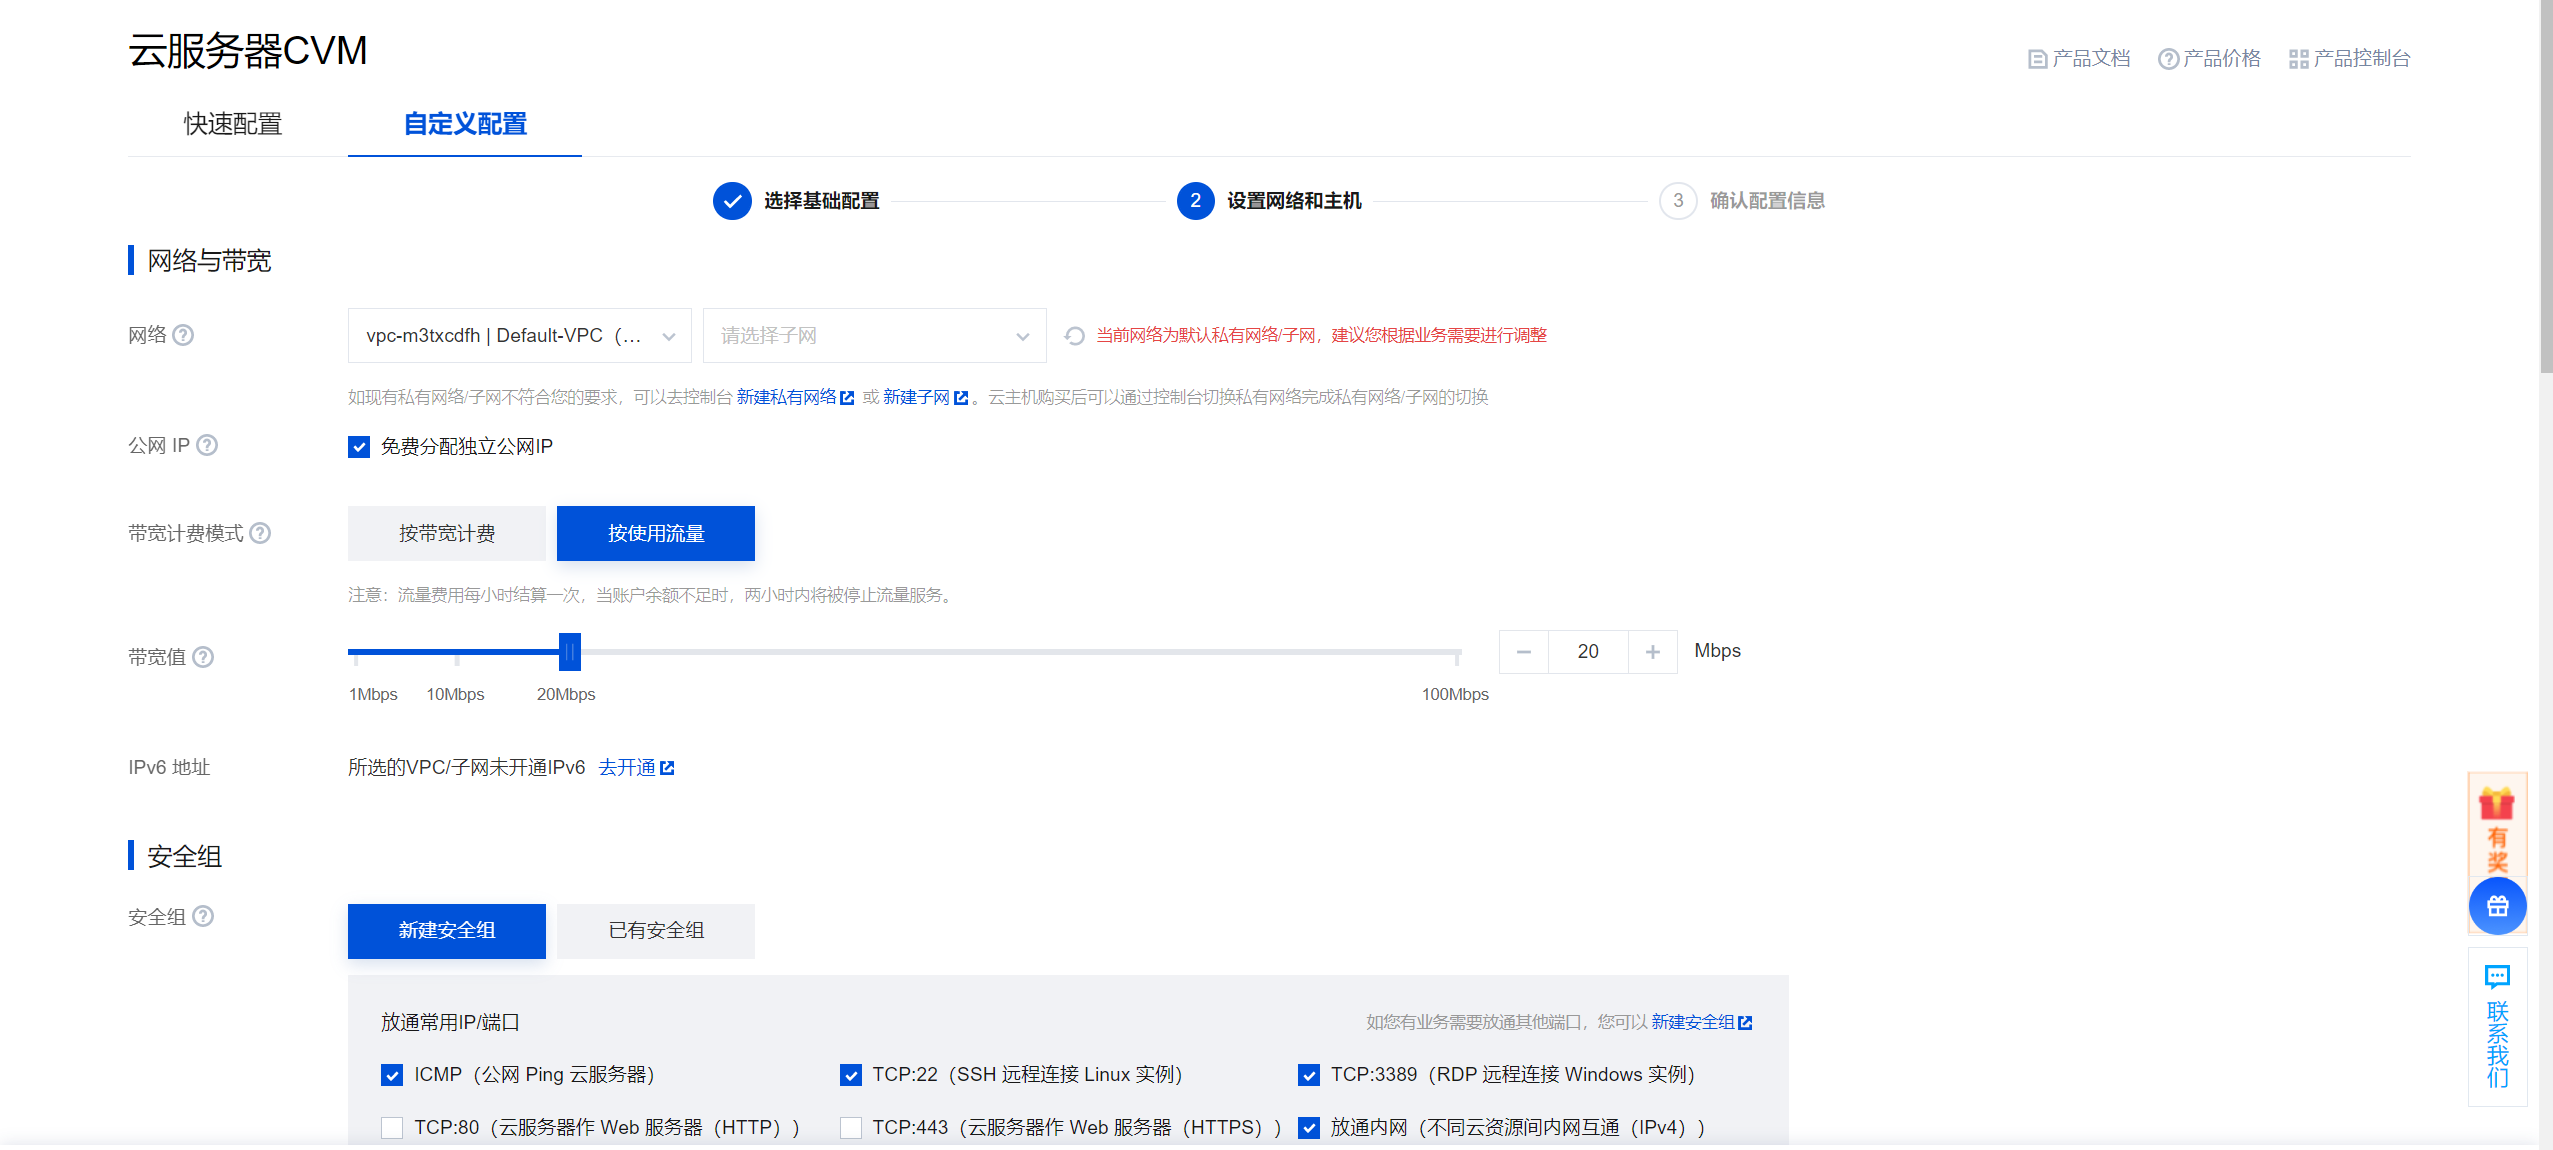 云服务器CVM
产品文档 产品价格 产品控制台
快速配置 自定义配置
选择基础配置 2 设置网络和主机 3 确认配置信息
网络与带宽
网络 vpc-m3txcdfh | Default-VPC（... 请选择子网 当前网络为默认私有网络/子网，建议您根据业务需要进行调整
如现有私有网络/子网不符合您的要求，可以去控制台 新建私有网络 或 新建子网 。云主机购买后可以通过控制台切换私有网络完成私有网络/子网的切换
公网 IP 免费分配独立公网IP
带宽计费模式 按带宽计费 按使用流量
注意：流量费用每小时结算一次，当账户余额不足时，两小时内将被停止流量服务。
带宽值 20 Mbps
1Mbps 10Mbps 20Mbps 100Mbps
IPv6 地址 所选的VPC/子网未开通IPv6 去开通
有
奖
安全组
安全组 新建安全组 已有安全组
联系我们
放通常用IP/端口 如您有业务需要放通其他端口，您可以 新建安全组
ICMP（公网 Ping 云服务器） TCP:22（SSH 远程连接 Linux 实例） TCP:3389（RDP 远程连接 Windows 实例）
TCP:80（云服务器作 Web 服务器（HTTP）） TCP:443（云服务器作 Web 服务器（HTTPS）） 放通内网（不同云资源间内网互通（IPv4））